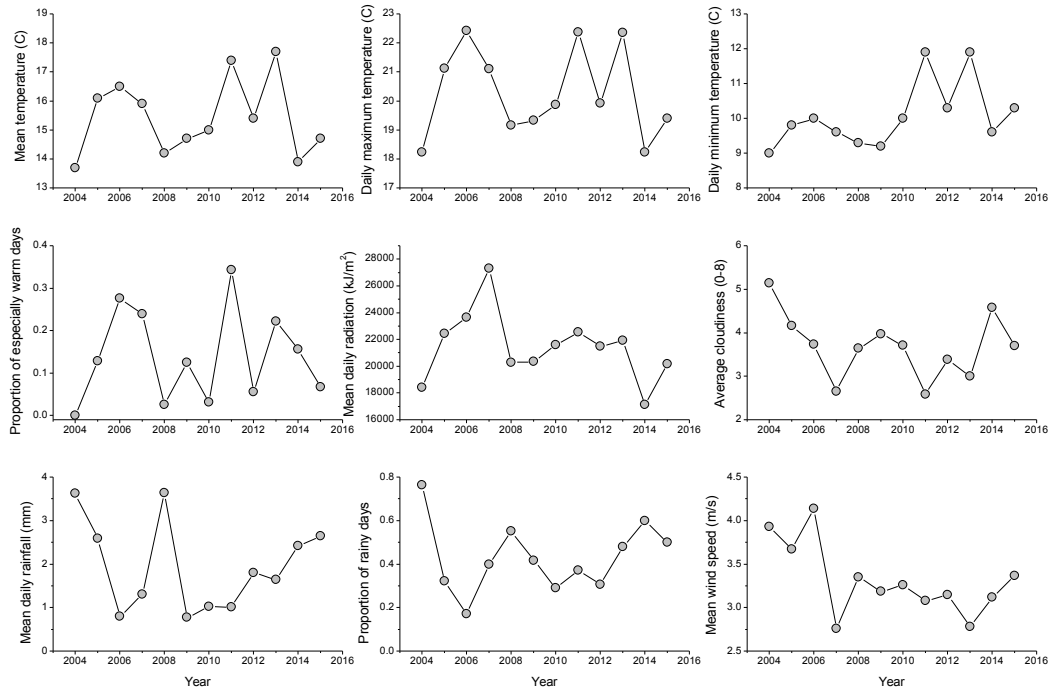 Mean temperature (C)
19
18
17
16
15
14
13
2004 2006 2008 2010 2012 2014 2016
Daily maximum temperature (C)
23
22
21
20
19
18
17
2004 2006 2008 2010 2012 2014 2016
Daily minimum temperature (C)
13
12
11
10
9
8
2004 2006 2008 2010 2012 2014 2016
Proportion of especially warm days
0.4
0.3
0.2
0.1
0.0
2004 2006 2008 2010 2012 2014 2016
Mean daily radiation (kJ/m²)
28000
26000
24000
22000
20000
18000
16000
2004 2006 2008 2010 2012 2014 2016
Average cloudiness (0-8)
6
5
4
3
2
2004 2006 2008 2010 2012 2014 2016
Mean daily rainfall (mm)
4
3
2
1
0
2004 2006 2008 2010 2012 2014 2016
Year
Proportion of rainy days
0.8
0.6
0.4
0.2
0.0
2004 2006 2008 2010 2012 2014 2016
Year
Mean wind speed (m/s)
4.5
4.0
3.5
3.0
2.5
2004 2006 2008 2010 2012 2014 2016
Year